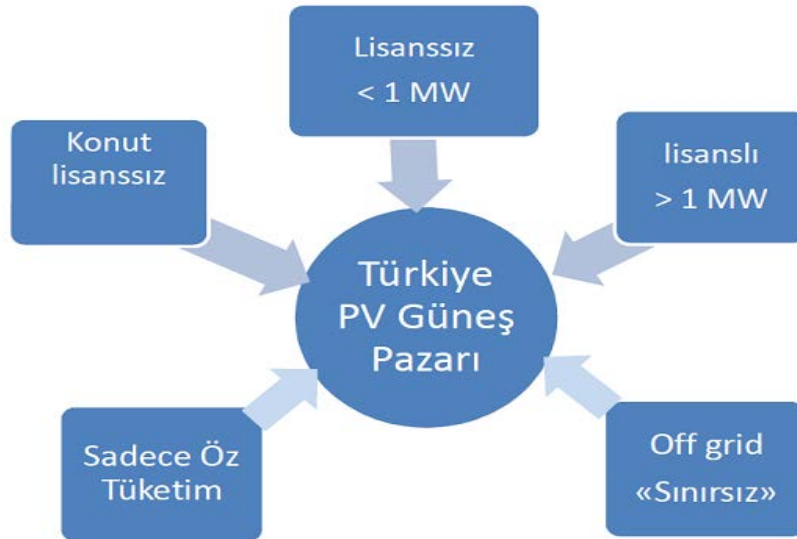 Lisanssız
< 1 MW
Konut
lisanssız
lisanslı
> 1 MW
Türkiye
PV Güneş
Pazarı
Sadece Öz
Tüketim
Off grid
«Sınırsız»